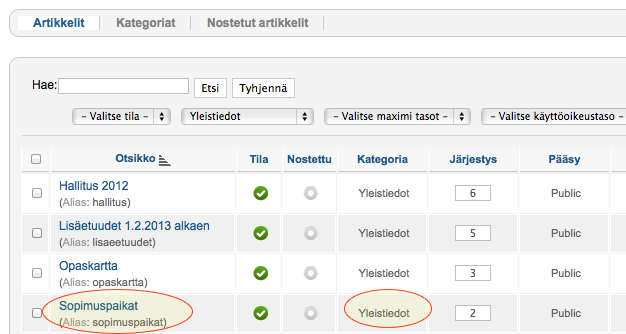 Artikkelit Kategoriat Nostetut artikkelit
Hae: Etsi Tyhjennä
- Valitse tila - Yleistiedot - Valitse maximi tasot - - Valitse käyttöoikeustaso -
Otsikko Tila Nostettu Kategoria Järjestys Pääsy
Hallitus 2012 Yleistiedot 6 Public
(Alias: hallitus)
Lisäetuudet 1.2.2013 alkaen Yleistiedot 5 Public
(Alias: lisaeetuudet)
Opaskartta Yleistiedot 3 Public
(Alias: opaskartta)
Sopimuspaikat Yleistiedot 2 Public
(Alias: sopimuspaikat)